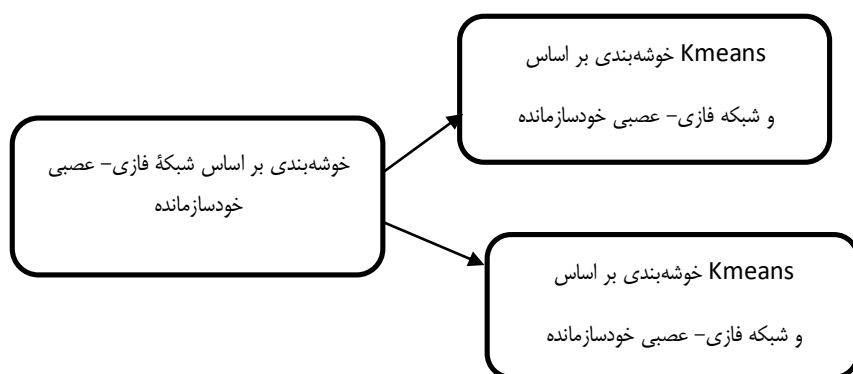 خوشه‌بندی بر اساس Kmeans
و شبکه فازی- عصبی خودسازمانده
خوشه‌بندی بر اساس شبکهٔ فازی- عصبی
خودسازمانده
خوشه‌بندی بر اساس Kmeans
و شبکه فازی- عصبی خودسازمانده